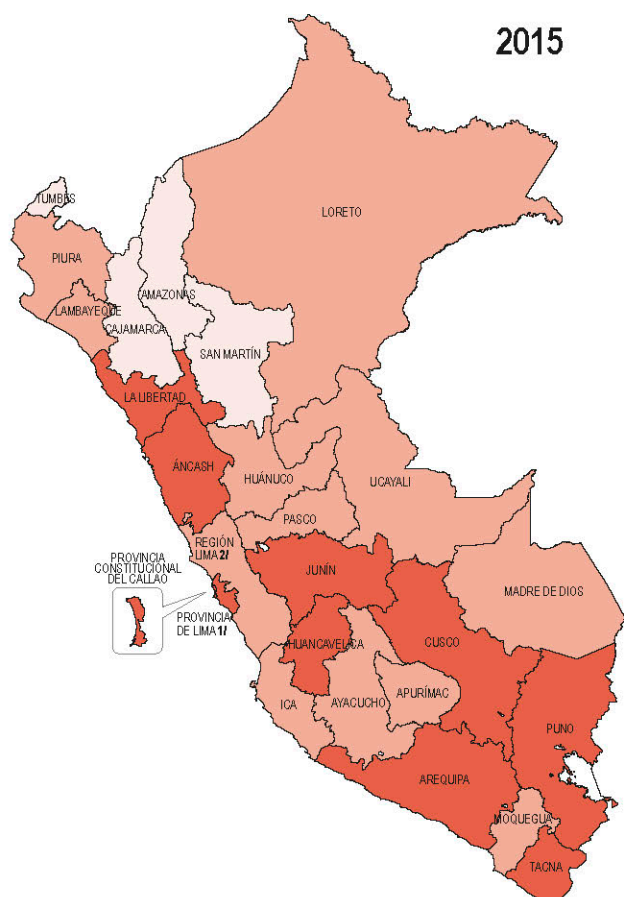 2015
TUMBES
LORETO
PIURA
AMAZONAS
LAMBAYEQUE
CAJAMARCA
SAN MARTÍN
LA LIBERTAD
ÁNCASH
HUÁNUCO
UCAYALI
PASCO
REGIÓN
LIMA 2/
PROVINCIA
CONSTITUCIONAL
DEL CALLAO
JUNÍN
MADRE DE DIOS
PROVINCIA
DE LIMA 1/
HUANCAVELICA
CUSCO
ICA
AYACUCHO
APURÍMAC
PUNO
AREQUIPA
MOQUEGUA
TACNA